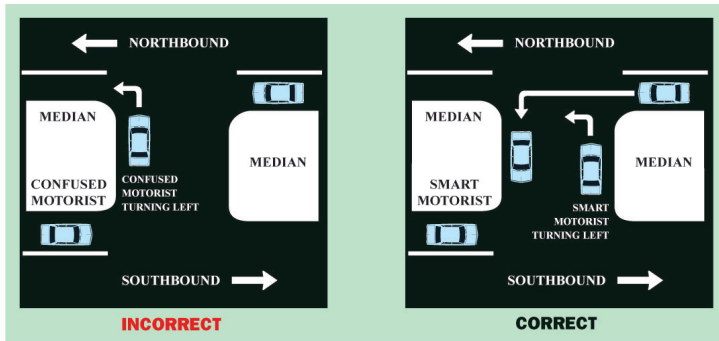 NORTHBOUND
MEDIAN
CONFUSED
MOTORIST
TURNING LEFT
MEDIAN
CONFUSED
MOTORIST
SOUTHBOUND
INCORRECT
NORTHBOUND
MEDIAN
MEDIAN
SMART
MOTORIST
SMART
MOTORIST
TURNING LEFT
SOUTHBOUND
CORRECT